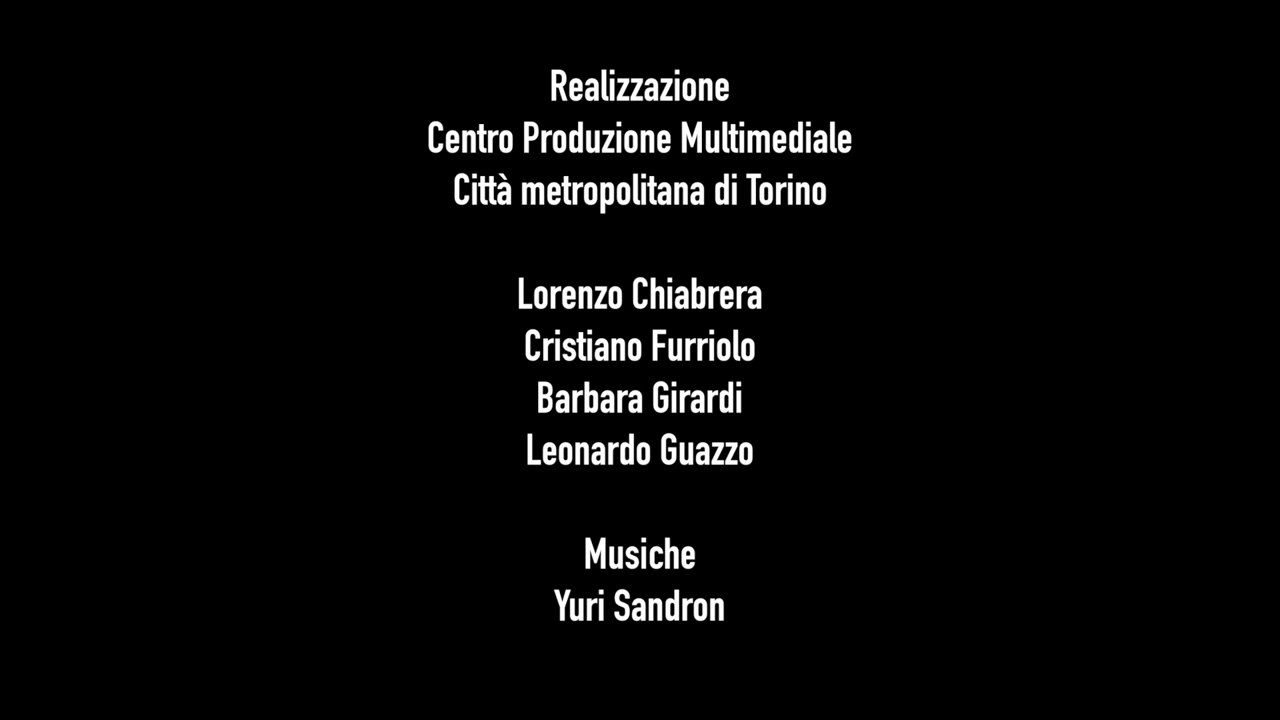 Realizzazione
Centro Produzione Multimediale
Città metropolitana di Torino
Lorenzo Chiabrera
Cristiano Furriolo
Barbara Girardi
Leonardo Guazzo
Musiche
Yuri Sandron